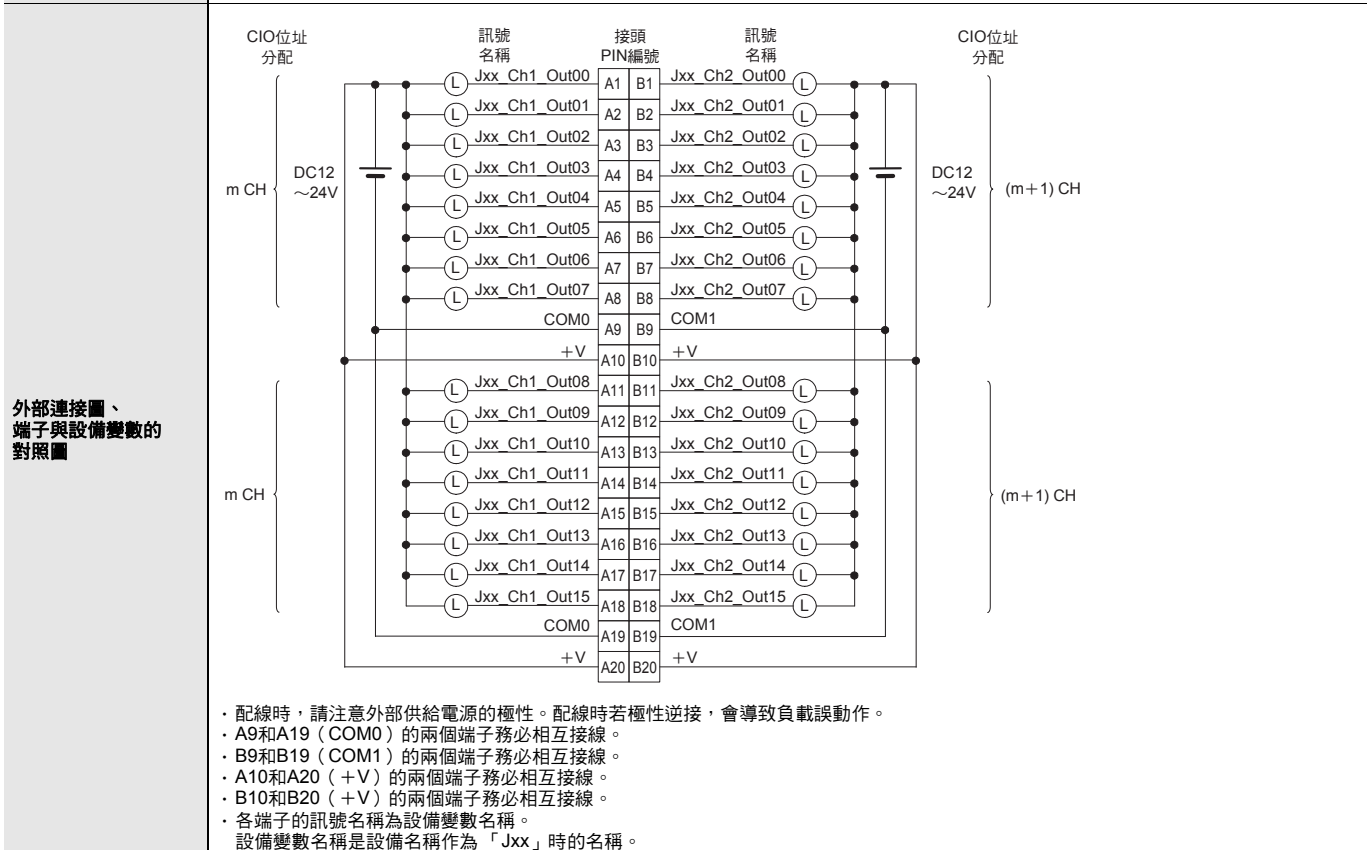 CIO位址
分配
訊號
名稱
接頭
PIN編號
訊號
名稱
CIO位址
分配
L Jxx_Ch1_Out00 A1 B1 Jxx_Ch2_Out00 L
L Jxx_Ch1_Out01 A2 B2 Jxx_Ch2_Out01 L
L Jxx_Ch1_Out02 A3 B3 Jxx_Ch2_Out02 L
L Jxx_Ch1_Out03 A4 B4 Jxx_Ch2_Out03 L
L Jxx_Ch1_Out04 A5 B5 Jxx_Ch2_Out04 L
L Jxx_Ch1_Out05 A6 B6 Jxx_Ch2_Out05 L
L Jxx_Ch1_Out06 A7 B7 Jxx_Ch2_Out06 L
L Jxx_Ch1_Out07 A8 B8 Jxx_Ch2_Out07 L
COM0 A9 B9 COM1
+V A10 B10 +V
m CH
DC12
~24V
DC12
~24V
(m+1) CH
L Jxx_Ch1_Out08 A11 B11 Jxx_Ch2_Out08 L
L Jxx_Ch1_Out09 A12 B12 Jxx_Ch2_Out09 L
L Jxx_Ch1_Out10 A13 B13 Jxx_Ch2_Out10 L
L Jxx_Ch1_Out11 A14 B14 Jxx_Ch2_Out11 L
L Jxx_Ch1_Out12 A15 B15 Jxx_Ch2_Out12 L
L Jxx_Ch1_Out13 A16 B16 Jxx_Ch2_Out13 L
L Jxx_Ch1_Out14 A17 B17 Jxx_Ch2_Out14 L
L Jxx_Ch1_Out15 A18 B18 Jxx_Ch2_Out15 L
COM0 A19 B19 COM1
+V A20 B20 +V
m CH
(m+1) CH
外部連接圖、
端子與設備變數的
對照圖
・配線時,請注意外部供給電源的極性。配線時若極性逆接,會導致負載誤動作。
・A9和A19(COM0)的兩個端子務必相互接線。
・B9和B19(COM1)的兩個端子務必相互接線。
・A10和A20(+V)的兩個端子務必相互接線。
・B10和B20(+V)的兩個端子務必相互接線。
・各端子的訊號名稱為設備變數名稱。
設備變數名稱是設備名稱作為「Jxx」時的名稱。